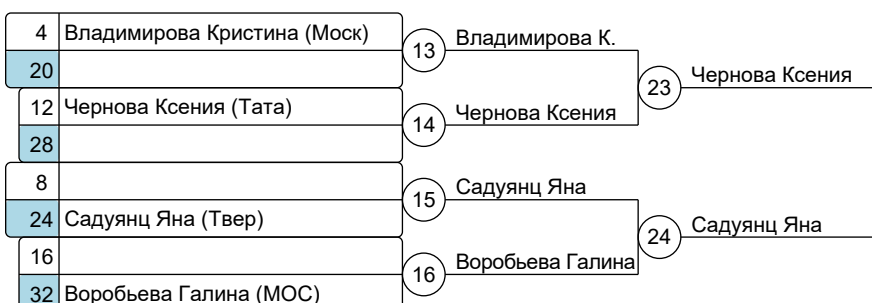 4 Владимирова Кристина (Моск)
13 Владимирова К.
20
23 Чернова Ксения
12 Чернова Ксения (Тата)
14 Чернова Ксения
28
8
15 Садуянц Яна
24 Садуянц Яна (Твер)
24 Садуянц Яна
16
16 Воробьева Галина
32 Воробьева Галина (МОС)